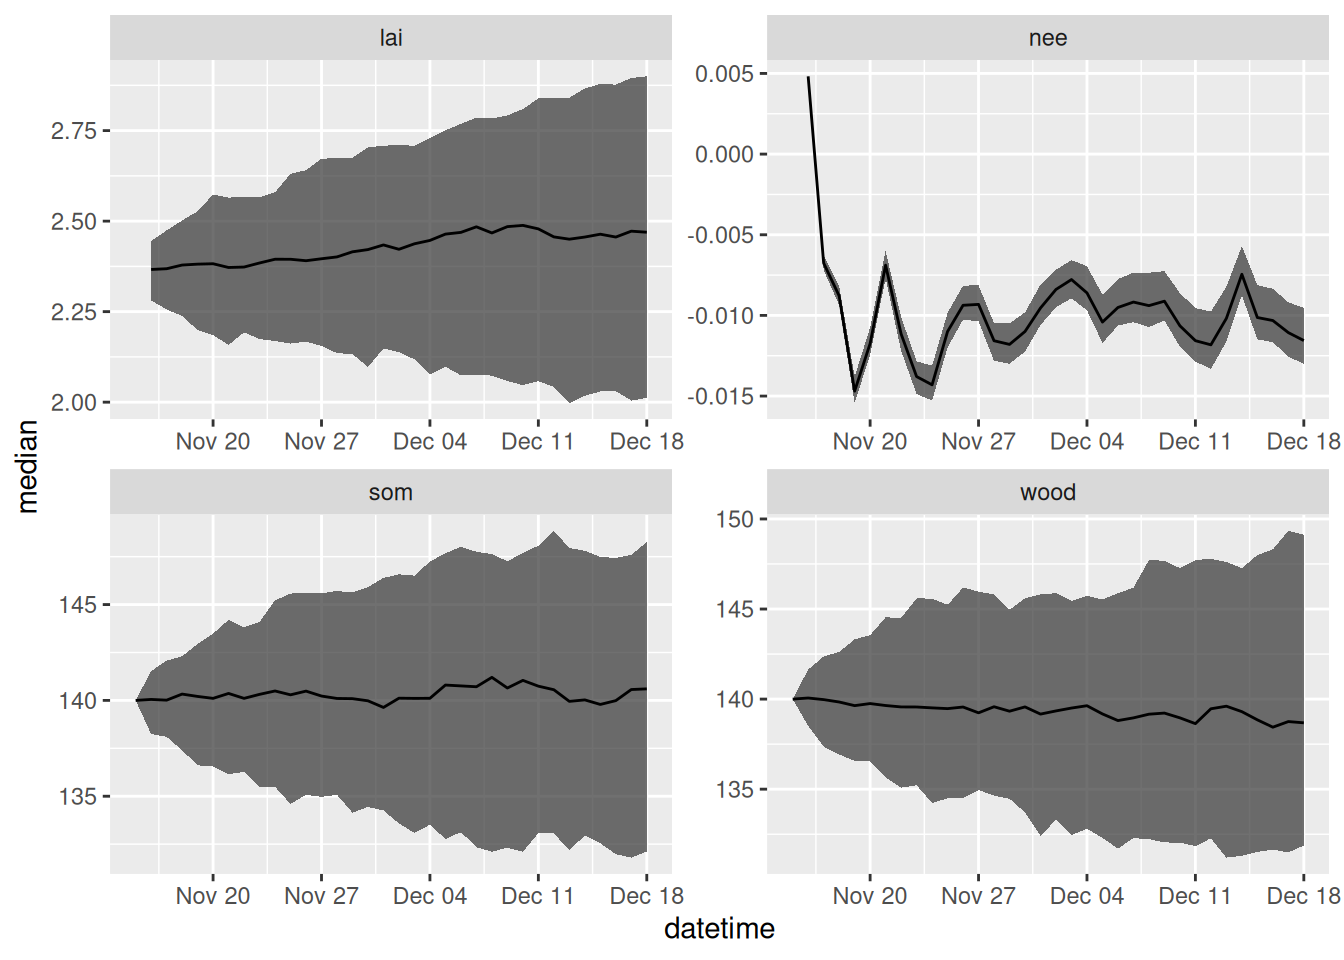 lai
nee
2.75
2.50
2.25
2.00
0.005
0.000
-0.005
-0.010
-0.015
Nov 20 Nov 27 Dec 04 Dec 11 Dec 18
Nov 20 Nov 27 Dec 04 Dec 11 Dec 18
median
som
wood
145
140
135
150
145
140
135
Nov 20 Nov 27 Dec 04 Dec 11 Dec 18
Nov 20 Nov 27 Dec 04 Dec 11 Dec 18
datetime